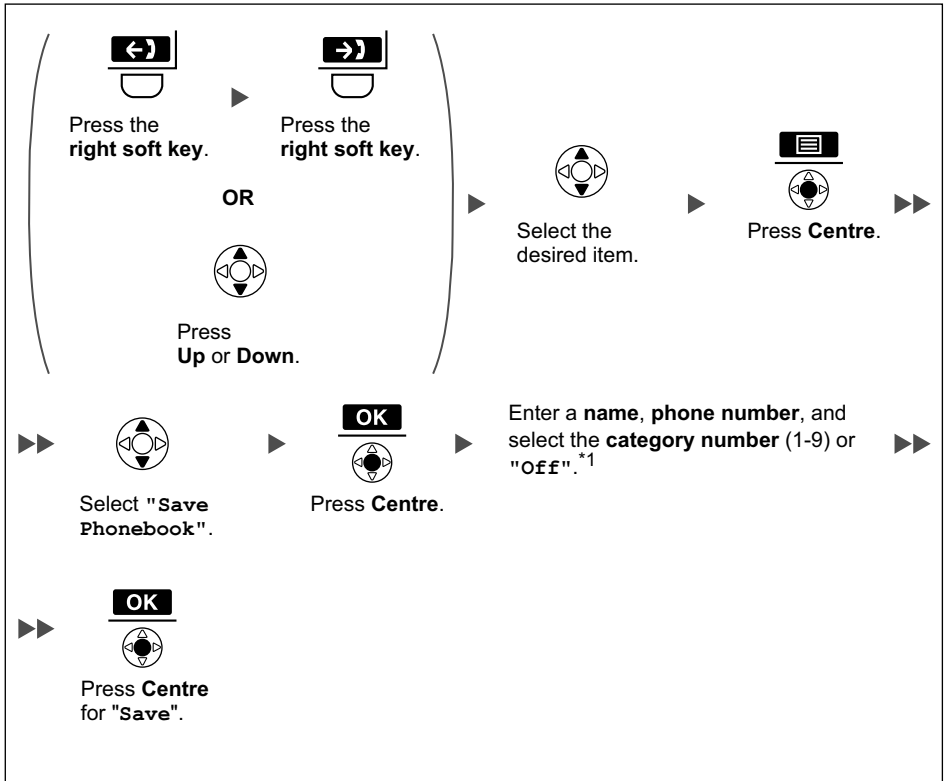 Press the
right soft key.
Press the
right soft key.
OR
Press
Up or Down.
Select the
desired item.
Press Centre.
Select "Save
Phonebook".
OK
Press Centre.
Enter a name, phone number, and
select the category number (1-9) or
"Off".*1
OK
Press Centre
for "Save".